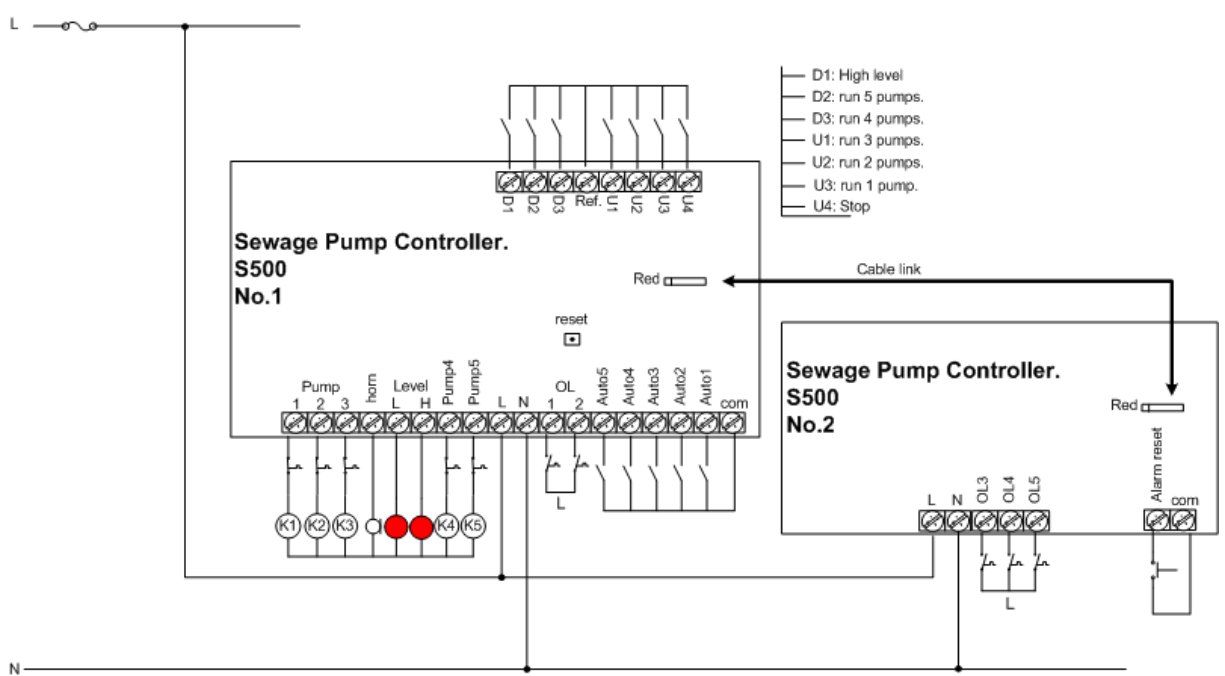 L
D1: High level
D2: run 5 pumps.
D3: run 4 pumps.
U1: run 3 pumps.
U2: run 2 pumps.
U3: run 1 pump.
U4: Stop
D1 D2 D3 Ref. U1 U2 U3 U4
Sewage Pump Controller.
S500
No.1
Red
Cable link
reset
Pump horn Level Pump4 Pump5 OL Auto5 Auto4 Auto3 Auto2 Auto1
1 2 3 L H L N 1 2 com
K1 K2 K3 K4 K5
L
Sewage Pump Controller.
S500
No.2
Red
L N OL3 OL4 OL5 Alarm reset com
L
N